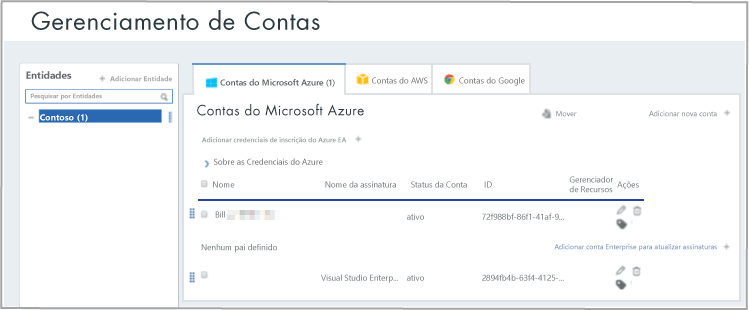 Gerenciamento de Contas
Entidades
Adicionar Entidade
Pesquisar por Entidades
Contoso (1)
Contas do Microsoft Azure (1)
Contas do AWS
Contas do Google
Contas do Microsoft Azure
Mover
Adicionar nova conta
Adicionar credenciais de inscrição do Azure EA
Sobre as Credenciais do Azure
Nome
Nome da assinatura
Status da Conta
ID
Gerenciador
de Recursos
Ações
Bill
ativo
72f988bf-86f1-41af-9...
Nenhum pai definido
Adicionar conta Enterprise para atualizar assinaturas
Visual Studio Enterp...
ativo
2894fb4b-63f4-4125-...